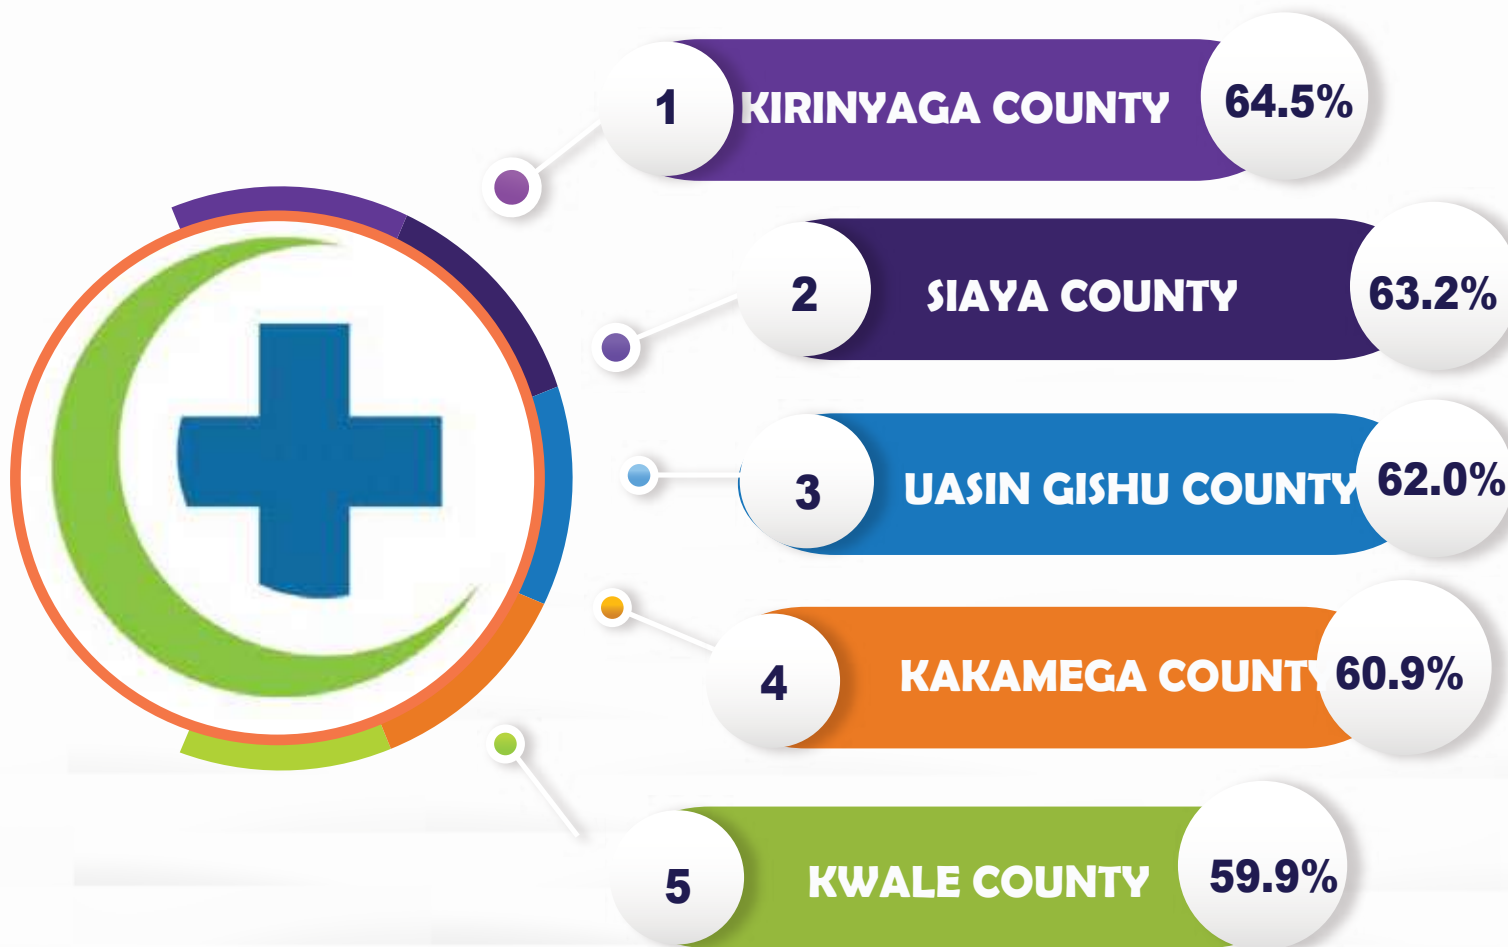 1 KIRINYAGA COUNTY 64.5%
2 SIAYA COUNTY 63.2%
3 UASIN GISHU COUNTY 62.0%
4 KAKAMEGA COUNTY 60.9%
5 KWALE COUNTY 59.9%